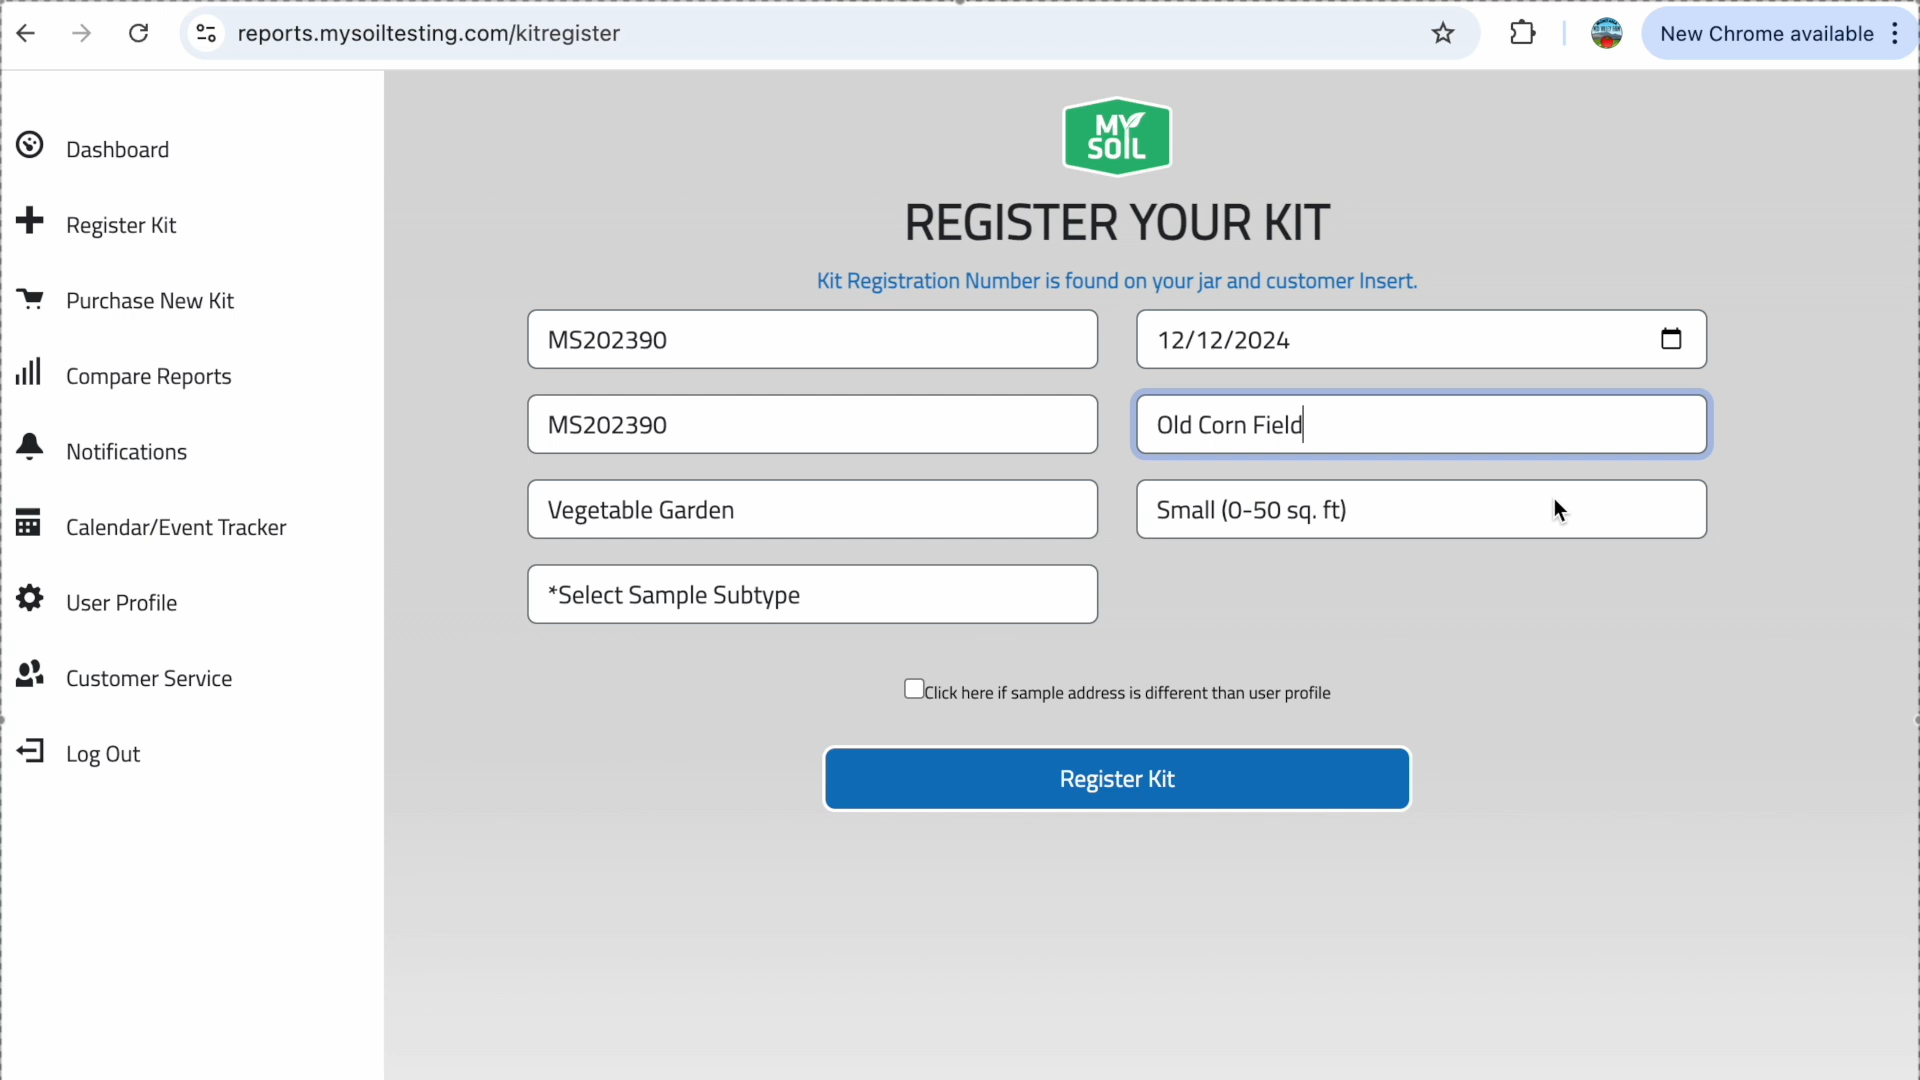 reports.mysoiltesting.com/kitregister
New Chrome available
Dashboard
Register Kit
Purchase New Kit
Compare Reports
Notifications
Calendar/Event Tracker
User Profile
Customer Service
Log Out
MY
SOIL
REGISTER YOUR KIT
Kit Registration Number is found on your jar and customer Insert.
MS202390
12/12/2024
MS202390
Old Corn Field
Vegetable Garden
Small (0-50 sq. ft)
*Select Sample Subtype
Click here if sample address is different than user profile
Register Kit